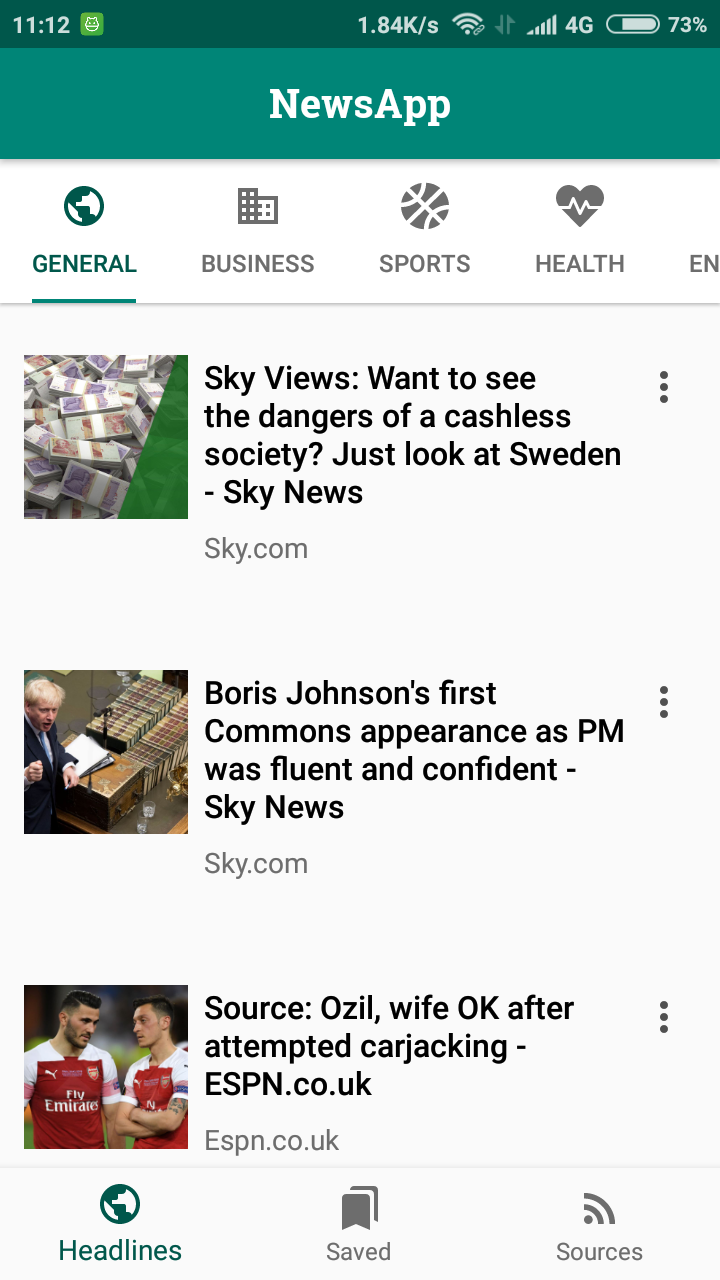 11:12 1.84K/s 4G 73%
NewsApp
GENERAL BUSINESS SPORTS HEALTH EN
Sky Views: Want to see
the dangers of a cashless
society? Just look at Sweden
- Sky News
Sky.com
Boris Johnson's first
Commons appearance as PM
was fluent and confident -
Sky News
Sky.com
Source: Ozil, wife OK after
attempted carjacking -
ESPN.co.uk
Fly
Emirates
Espn.co.uk
Headlines Saved Sources